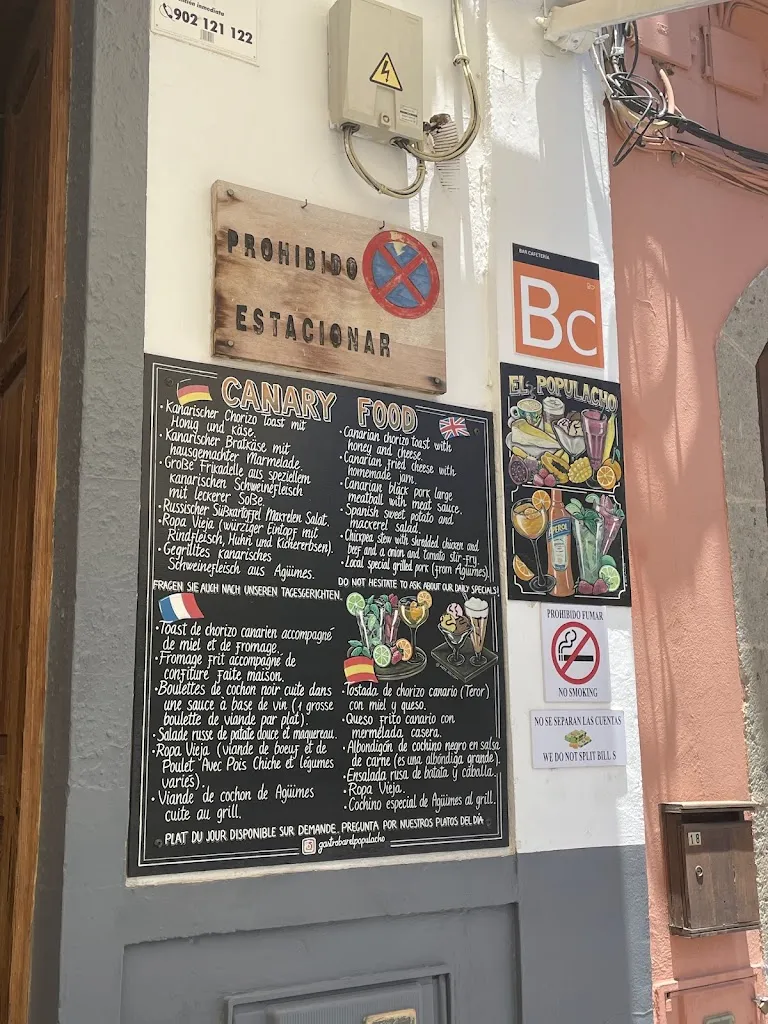 902 121 122
PROHIBIDO
ESTACIONAR
BAR CAFETERÍA
Bc
CANARY FOOD
• Kanarischer Chorizo Toast mit
Honig und Käse.
• Kanarischer Bratkäse mit
hausgemachter Marmelade.
• Große Frikadelle aus speziellem
kanarischen Schweinefleisch
mit leckerer Soße.
• Russischer Süßkartoffel Makrelen Salat.
• Ropa Vieja (würziger Eintopf mit
Rindfleisch, Huhn und Kichererbsen).
• Gegrilltes kanarisches
Schweinefleisch aus Agüimes.
FRAGEN SIE AUCH NACH UNSEREN TAGESGERICHTEN.
• Canarian chorizo toast with
honey and cheese.
• Canarian fried cheese with
homemade jam.
• Canarian black pork large
meatball with meat sauce.
• Spanish sweet potato and
mackerel salad.
• Chickpea stew with shredded chicken and
beef and a onion and tomato stir-fry.
• Local special grilled pork (from Agüimes).
DO NOT HESITATE TO ASK ABOUT OUR DAILY SPECIALS!
• Toast de chorizo canarien accompagné
de miel et de fromage.
• Fromage frit accompagné de
confiture faite maison.
• Boulettes de cochon noir cuite dans
une sauce à base de vin (1 grosse
boulette de viande par plat).
• Salade russe de patate douce et maquereau.
• Ropa Vieja (viande de boeuf et de
Poulet Avec Pois Chiche et légumes
variés).
• Viande de cochon de Agüimes
cuite au grill.
PLAT DU JOUR DISPONIBLE SUR DEMANDE.
• Tostada de chorizo canario (Teror)
con miel y queso.
• Queso frito canario con
mermelada casera.
• Albondigón de cochino negro en salsa
de carne (es una albóndiga grande).
• Ensalada rusa de batata y caballa.
• Ropa Vieja.
• Cochino especial de Agüimes al grill.
PREGUNTA POR NUESTROS PLATOS DEL DÍA
gastrobarelpopulacho
EL POPULACHO
APEROL
PROHIBIDO FUMAR
NO SMOKING
NO SE SEPARAN LAS CUENTAS
WE DO NOT SPLIT BILL S
18